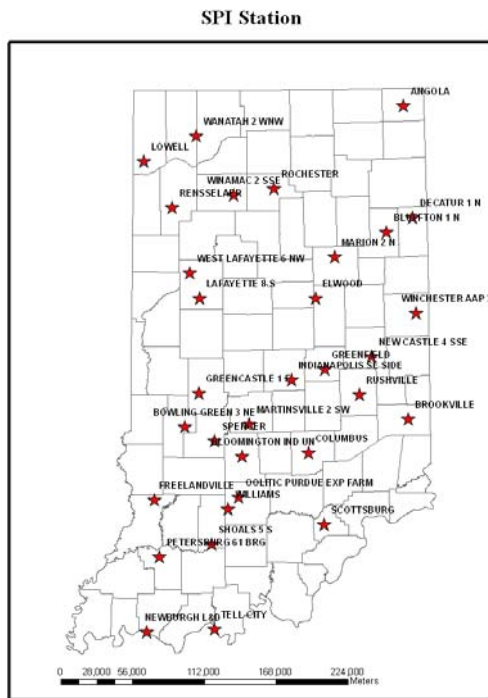 SPI Station
ANGOLA
WANATAH 2 WNW
LOWELL
WINAMAC 2 SSE
ROCHESTER
RENSSELAER
DECATUR 1 N
BLUFFTON 1 N
MARION 2 N
WEST LAFAYETTE 6 NW
LAFAYETTE 8 S
ELWOOD
WINCHESTER AAP
NEW CASTLE 4 SSE
GREENFIELD
INDIANAPOLIS SE SIDE
GREENCASTLE 1
RUSHVILLE
BOWLING GREEN 3 NE
MARTINSVILLE 2 SW
BROOKVILLE
SPENCER
BLOOMINGTON IND UN
COLUMBUS
OOLITIC PURDUE EXP FARM
FREELANDVILLE
WILLIAMS
SCOTTSBURG
SHOALS 5 S
PETERSBURG 61 BRG
NEWBURGH L&D
TELL CITY
0 28,000 56,000 112,000 168,000 224,000
Meters